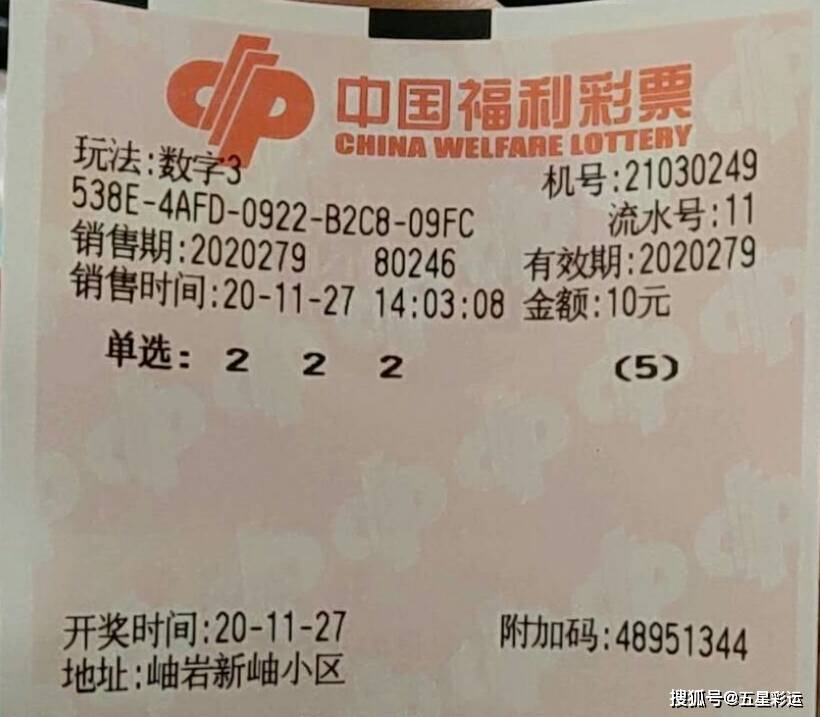 中国福利彩票
CHINA WELFARE LOTTERY
玩法:数字3 机号:21030249
538E-4AFD-0922-B2C8-09FC 流水号:11
销售期:2020279 80246 有效期:2020279
销售时间:20-11-27 14:03:08 金额:10元
单选: 2 2 2 (5)
开奖时间:20-11-27 附加码:48951344
地址:岫岩新岫小区
搜狐号@五星彩运